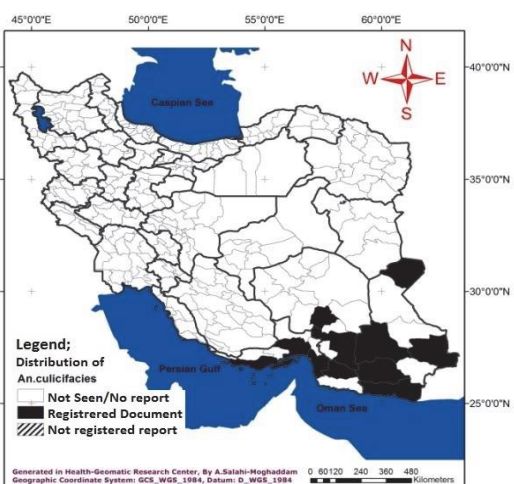 45°0'0"E 50°0'0"E 55°0'0"E 60°0'0"E
N
W E
S
40°0'0"N
Caspian Sea
35°0'0"N
30°0'0"N
Legend;
Distribution of
An.culicifacies
Not Seen/No report
Registrered Document
Not registered report
Persian Gulf
Oman Sea
25°0'0"N
Generated in Health-Geomatic Research Center, By A.Salahi-Moghaddam
Geographic Coordinate System: GCS_WGS_1984, Datum: D_WGS_1984
0 60 120 240 360 480
Kilometers